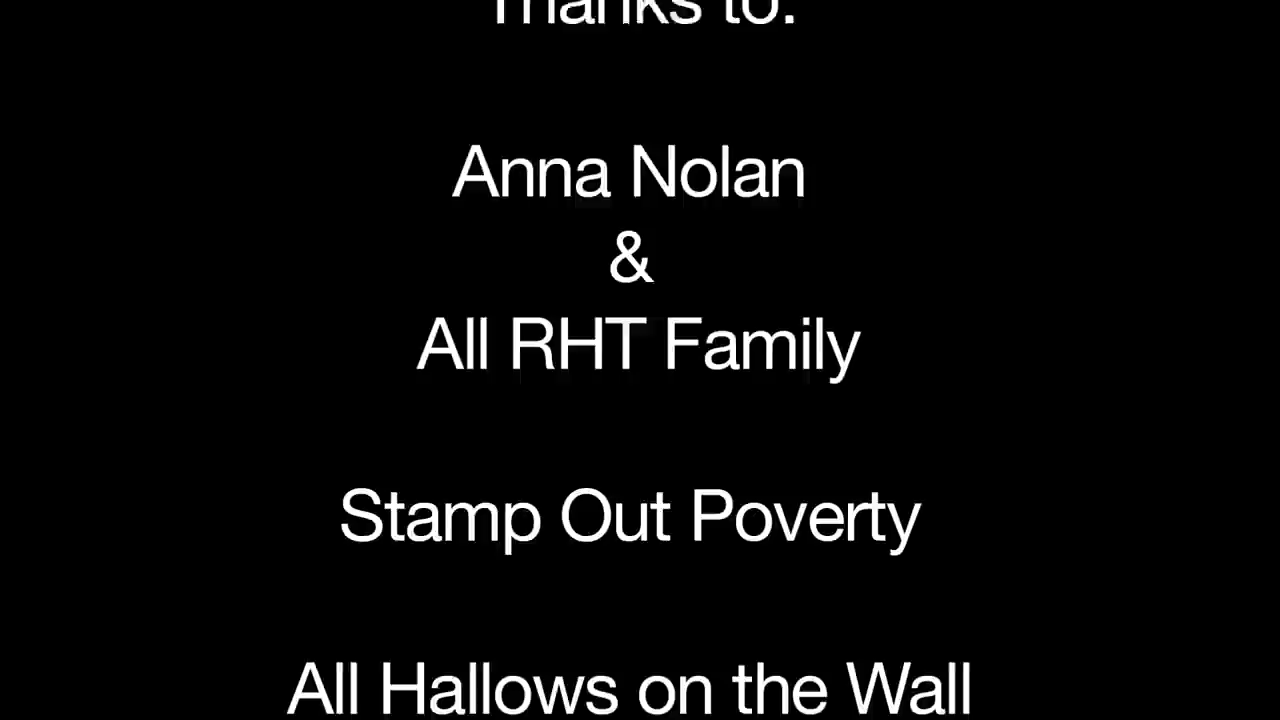 Thanks to:
Anna Nolan
&
All RHT Family
Stamp Out Poverty
All Hallows on the Wall